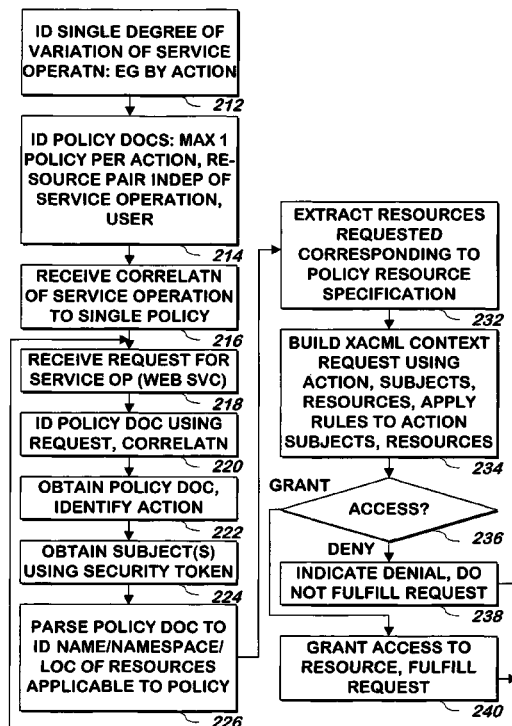 ID SINGLE DEGREE OF
VARIATION OF SERVICE
OPERATN: EG BY ACTION
212
ID POLICY DOCS: MAX 1
POLICY PER ACTION, RE-
SOURCE PAIR INDEP OF
SERVICE OPERATION,
USER
214
RECEIVE CORRELATN
OF SERVICE OPERATION
TO SINGLE POLICY
216
RECEIVE REQUEST FOR
SERVICE OP (WEB SVC)
218
ID POLICY DOC USING
REQUEST, CORRELATN
220
OBTAIN POLICY DOC,
IDENTIFY ACTION
222
OBTAIN SUBJECT(S)
USING SECURITY TOKEN
224
PARSE POLICY DOC TO
ID NAME/NAMESPACE/
LOC OF RESOURCES
APPLICABLE TO POLICY
226
EXTRACT RESOURCES
REQUESTED
CORRESPONDING TO
POLICY RESOURCE
SPECIFICATION
232
BUILD XACML CONTEXT
REQUEST USING
ACTION, SUBJECTS,
RESOURCES, APPLY
RULES TO ACTION
SUBJECTS, RESOURCES
234
GRANT
ACCESS?
236
DENY
INDICATE DENIAL, DO
NOT FULFILL REQUEST
238
GRANT ACCESS TO
RESOURCE, FULFILL
REQUEST
240